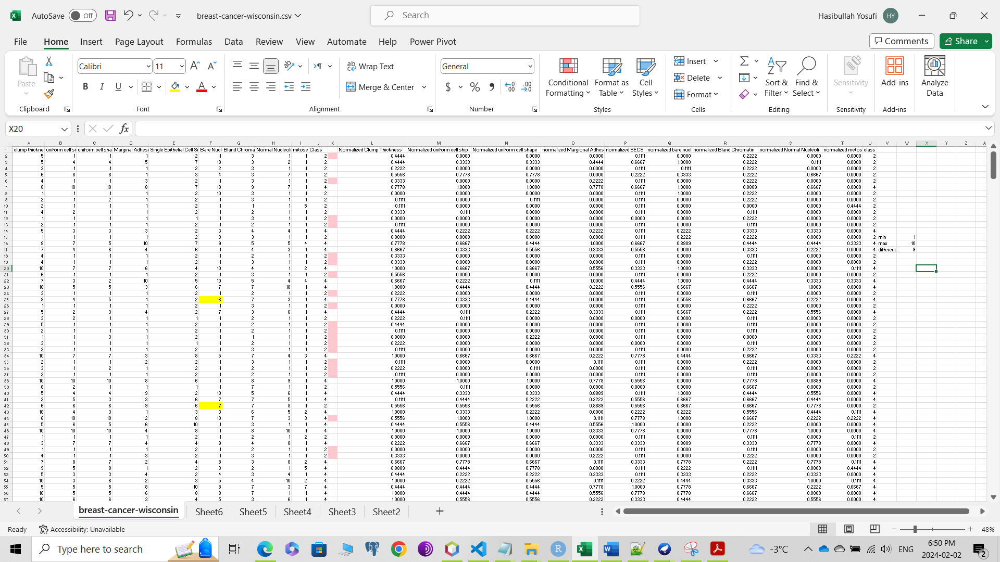 AutoSave Off breast-cancer-wisconsin.csv Search Hasibullah Yosufi HY
File Home Insert Page Layout Formulas Data Review View Automate Help Power Pivot Comments Share
Paste Calibri 11 Wrap Text General Conditional Formatting Format as Table Cell Styles Insert Sort & Filter Find & Select Sensitivity Add-ins Analyze Data
B I U Merge & Center $ % Delete
Format
Clipboard Font Alignment Number Styles Cells Editing Sensitivity Add-ins
X20 fx
A B C D E F G H I J K L M N O P Q R S T U V W X Y Z A
1 clump thickne: uniform cell si uniform cell sha Marginal Adhesi Single Epithelial Cell Si Bare Nucl Bland Chroma Normal Nucleoli mitose Class Normalized Clump Thickness Normalized uniform cell ship Normalized uniform cell shape normalized Margional Adhes normalized SECS normalized bare nucl normalized Bland Chromatin normalized Normal Nucleoli normalized metos class
2 5 1 1 1 2 1 3 1 1 2 0.4444 0.0000 0.0000 0.0000 0.1111 0.0000 0.2222 0.0000 0.0000 2
3 5 4 4 5 7 10 3 2 1 2 0.4444 0.3333 0.3333 0.4444 0.6667 1.0000 0.2222 0.1111 0.0000 2
4 3 1 1 1 2 2 3 1 1 2 0.2222 0.0000 0.0000 0.0000 0.1111 0.1111 0.2222 0.0000 0.0000 2
5 6 8 8 1 3 4 3 7 1 2 0.5556 0.7778 0.7778 0.0000 0.2222 0.3333 0.2222 0.6667 0.0000 2
6 4 1 1 3 2 1 3 1 1 2 0.3333 0.0000 0.0000 0.2222 0.1111 0.0000 0.2222 0.0000 0.0000 2
7 8 10 10 8 7 10 9 7 1 4 0.7778 1.0000 1.0000 0.7778 0.6667 1.0000 0.8889 0.6667 0.0000 4
8 1 1 1 1 2 10 3 1 1 2 0.0000 0.0000 0.0000 0.0000 0.1111 1.0000 0.2222 0.0000 0.0000 2
9 2 1 2 1 2 1 3 1 1 2 0.1111 0.0000 0.1111 0.0000 0.1111 0.0000 0.2222 0.0000 0.0000 2
10 2 1 1 1 2 1 1 1 5 2 0.1111 0.0000 0.0000 0.0000 0.1111 0.0000 0.0000 0.0000 0.4444 2
11 4 2 1 1 2 1 2 1 1 2 0.3333 0.1111 0.0000 0.0000 0.1111 0.0000 0.1111 0.0000 0.0000 2
12 1 1 1 1 1 1 3 1 1 2 0.0000 0.0000 0.0000 0.0000 0.0000 0.0000 0.2222 0.0000 0.0000 2
13 2 1 1 1 2 1 2 1 1 2 0.1111 0.0000 0.0000 0.0000 0.1111 0.0000 0.1111 0.0000 0.0000 2
14 5 3 3 3 2 3 4 4 1 4 0.4444 0.2222 0.2222 0.2222 0.1111 0.2222 0.3333 0.3333 0.0000 4
15 1 1 1 1 2 3 3 1 1 2 0.0000 0.0000 0.0000 0.0000 0.1111 0.2222 0.2222 0.0000 0.0000 2 min 1
16 8 7 5 10 7 9 5 5 4 4 0.7778 0.6667 0.4444 1.0000 0.6667 0.8889 0.4444 0.4444 0.3333 4 max 10
17 7 4 6 4 6 1 4 3 1 4 0.6667 0.3333 0.5556 0.3333 0.5556 0.0000 0.3333 0.2222 0.0000 4 differenc 9
18 4 1 1 1 2 1 2 1 1 2 0.3333 0.0000 0.0000 0.0000 0.1111 0.0000 0.1111 0.0000 0.0000 2
19 4 1 1 1 2 1 3 1 1 2 0.3333 0.0000 0.0000 0.0000 0.1111 0.0000 0.2222 0.0000 0.0000 2
20 10 7 7 6 4 10 4 1 2 4 1.0000 0.6667 0.6667 0.5556 0.3333 1.0000 0.3333 0.0000 0.1111 4
21 6 1 1 1 2 1 3 1 1 2 0.5556 0.0000 0.0000 0.0000 0.1111 0.0000 0.2222 0.0000 0.0000 2
22 7 3 2 10 5 10 5 4 4 4 0.6667 0.2222 0.1111 1.0000 0.4444 1.0000 0.4444 0.3333 0.3333 4
23 10 5 5 3 6 7 7 10 1 4 1.0000 0.4444 0.4444 0.2222 0.5556 0.6667 0.6667 1.0000 0.0000 4
24 3 1 1 1 2 1 2 1 1 2 0.2222 0.0000 0.0000 0.0000 0.1111 0.0000 0.1111 0.0000 0.0000 2
25 8 4 5 1 2 6 7 3 1 4 0.7778 0.3333 0.4444 0.0000 0.1111 0.5556 0.6667 0.2222 0.0000 4
26 1 1 1 1 2 1 3 1 1 2 0.0000 0.0000 0.0000 0.0000 0.1111 0.0000 0.2222 0.0000 0.0000 2
27 5 2 3 4 2 7 3 6 1 4 0.4444 0.1111 0.2222 0.3333 0.1111 0.6667 0.2222 0.5556 0.0000 4
28 3 2 1 1 1 1 2 1 1 2 0.2222 0.1111 0.0000 0.0000 0.0000 0.0000 0.1111 0.0000 0.0000 2
29 5 1 1 1 2 1 2 1 1 2 0.4444 0.0000 0.0000 0.0000 0.1111 0.0000 0.1111 0.0000 0.0000 2
30 2 1 1 1 2 1 2 1 1 2 0.1111 0.0000 0.0000 0.0000 0.1111 0.0000 0.1111 0.0000 0.0000 2
31 1 1 3 1 2 1 1 1 1 2 0.0000 0.0000 0.2222 0.0000 0.1111 0.0000 0.0000 0.0000 0.0000 2
32 3 1 1 1 1 1 2 1 1 2 0.2222 0.0000 0.0000 0.0000 0.0000 0.0000 0.1111 0.0000 0.0000 2
33 2 1 1 1 2 1 3 1 1 2 0.1111 0.0000 0.0000 0.0000 0.1111 0.0000 0.2222 0.0000 0.0000 2
34 10 7 7 3 8 5 7 4 3 4 1.0000 0.6667 0.6667 0.2222 0.7778 0.4444 0.6667 0.3333 0.2222 4
35 2 1 1 2 2 1 3 1 1 2 0.1111 0.0000 0.0000 0.1111 0.1111 0.0000 0.2222 0.0000 0.0000 2
36 3 1 2 1 2 1 2 1 1 2 0.2222 0.0000 0.1111 0.0000 0.1111 0.0000 0.1111 0.0000 0.0000 2
37 2 1 1 1 2 1 2 1 1 2 0.1111 0.0000 0.0000 0.0000 0.1111 0.0000 0.1111 0.0000 0.0000 2
38 10 10 10 8 6 1 8 9 1 4 1.0000 1.0000 1.0000 0.7778 0.5556 0.0000 0.7778 0.8889 0.0000 4
39 6 2 1 1 1 1 7 1 1 2 0.5556 0.1111 0.0000 0.0000 0.0000 0.0000 0.6667 0.0000 0.0000 2
40 5 4 4 9 2 10 5 6 1 4 0.4444 0.3333 0.3333 0.8889 0.1111 1.0000 0.4444 0.5556 0.0000 4
41 2 5 3 3 6 7 7 5 1 4 0.1111 0.4444 0.2222 0.2222 0.5556 0.6667 0.6667 0.4444 0.0000 4
42 6 6 6 9 6 7 7 8 1 2 0.5556 0.5556 0.5556 0.8889 0.5556 0.6667 0.6667 0.7778 0.0000 2
43 10 4 3 1 3 3 6 5 2 4 1.0000 0.3333 0.2222 0.0000 0.2222 0.2222 0.5556 0.4444 0.1111 4
44 6 10 10 2 8 10 7 3 3 4 0.5556 1.0000 1.0000 0.1111 0.7778 1.0000 0.6667 0.2222 0.2222 4
45 5 6 5 6 10 1 3 1 1 4 0.4444 0.5556 0.4444 0.5556 1.0000 0.0000 0.2222 0.0000 0.0000 4
46 10 10 10 4 8 1 8 10 1 4 1.0000 1.0000 1.0000 0.3333 0.7778 0.0000 0.7778 1.0000 0.0000 4
47 1 1 1 1 2 1 2 1 2 2 0.0000 0.0000 0.0000 0.0000 0.1111 0.0000 0.1111 0.0000 0.1111 2
48 3 7 7 4 4 9 4 8 1 4 0.2222 0.6667 0.6667 0.3333 0.3333 0.8889 0.3333 0.7778 0.0000 4
49 1 1 1 1 2 1 2 1 1 2 0.0000 0.0000 0.0000 0.0000 0.1111 0.0000 0.1111 0.0000 0.0000 2
50 4 1 1 3 2 1 3 1 1 2 0.3333 0.0000 0.0000 0.2222 0.1111 0.0000 0.2222 0.0000 0.0000 2
51 7 8 7 2 4 8 3 8 2 4 0.6667 0.7778 0.6667 0.1111 0.3333 0.7778 0.2222 0.7778 0.1111 4
52 9 5 8 1 2 3 2 1 5 4 0.8889 0.4444 0.7778 0.0000 0.1111 0.2222 0.1111 0.0000 0.4444 4
53 5 3 3 4 2 4 3 4 1 4 0.4444 0.2222 0.2222 0.3333 0.1111 0.3333 0.2222 0.3333 0.0000 4
54 10 3 6 2 3 5 4 10 2 4 1.0000 0.2222 0.5556 0.1111 0.2222 0.4444 0.3333 1.0000 0.1111 4
55 5 5 5 8 10 8 7 3 7 4 0.4444 0.4444 0.4444 0.7778 1.0000 0.7778 0.6667 0.2222 0.6667 4
56 10 5 5 6 8 8 7 1 1 4 1.0000 0.4444 0.4444 0.5556 0.7778 0.7778 0.6667 0.0000 0.0000 4
57 10 6 6 3 4 5 3 6 1 4 1.0000 0.5556 0.5556 0.2222 0.3333 0.4444 0.2222 0.5556 0.0000 4
breast-cancer-wisconsin Sheet6 Sheet5 Sheet4 Sheet3 Sheet2
Ready Accessibility: Unavailable 48%
Type here to search -3°C ENG 6:50 PM
2024-02-02 2